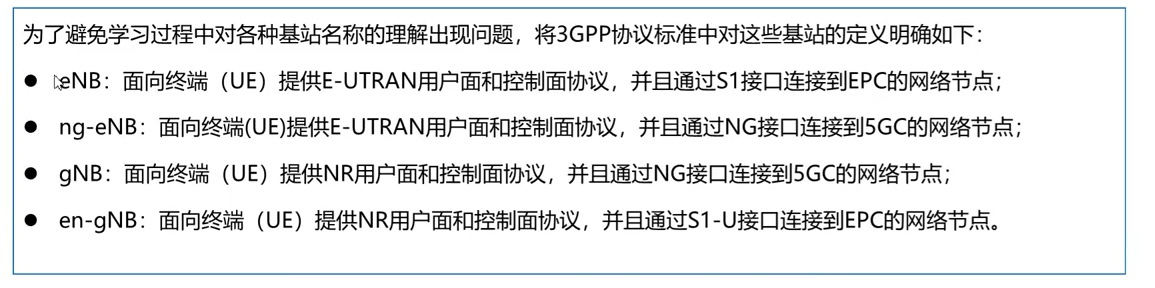 为了避免学习过程中对各种基站名称的理解出现问题，将3GPP协议标准中对这些基站的定义明确如下：
● eNB：面向终端（UE）提供E-UTRAN用户面和控制面协议，并且通过S1接口连接到EPC的网络节点；
● ng-eNB：面向终端(UE)提供E-UTRAN用户面和控制面协议，并且通过NG接口连接到5GC的网络节点；
● gNB：面向终端（UE）提供NR用户面和控制面协议，并且通过NG接口连接到5GC的网络节点；
● en-gNB：面向终端（UE）提供NR用户面和控制面协议，并且通过S1-U接口连接到EPC的网络节点。